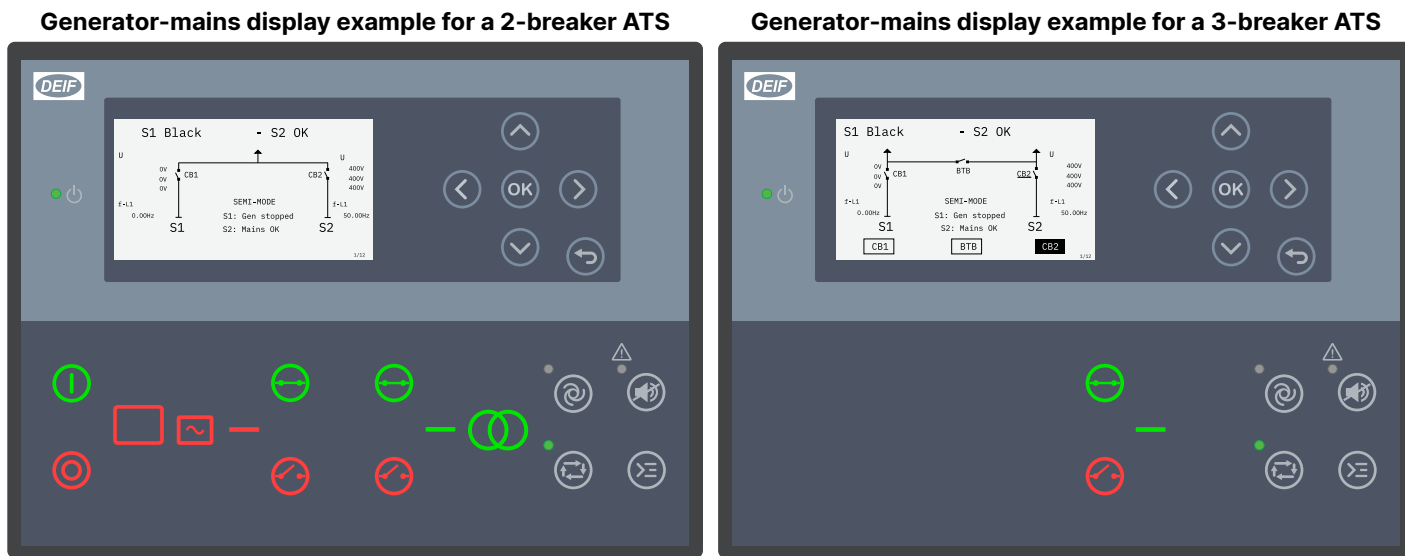 Generator-mains display example for a 2-breaker ATS
DEIF
S1 Black - S2 OK
U
U
0V
0V
0V
CB1
CB2
400V
400V
400V
f-L1
0.00Hz
f-L1
50.00Hz
SEMI-MODE
S1: Gen stopped
S2: Mains OK
S1
S2
1/12
OK
Generator-mains display example for a 3-breaker ATS
DEIF
S1 Black - S2 OK
U
U
0V
0V
0V
CB1
BTB
CB2
400V
400V
400V
f-L1
0.00Hz
f-L1
50.00Hz
SEMI-MODE
S1: Gen stopped
S2: Mains OK
S1
S2
CB1
BTB
CB2
1/12
OK